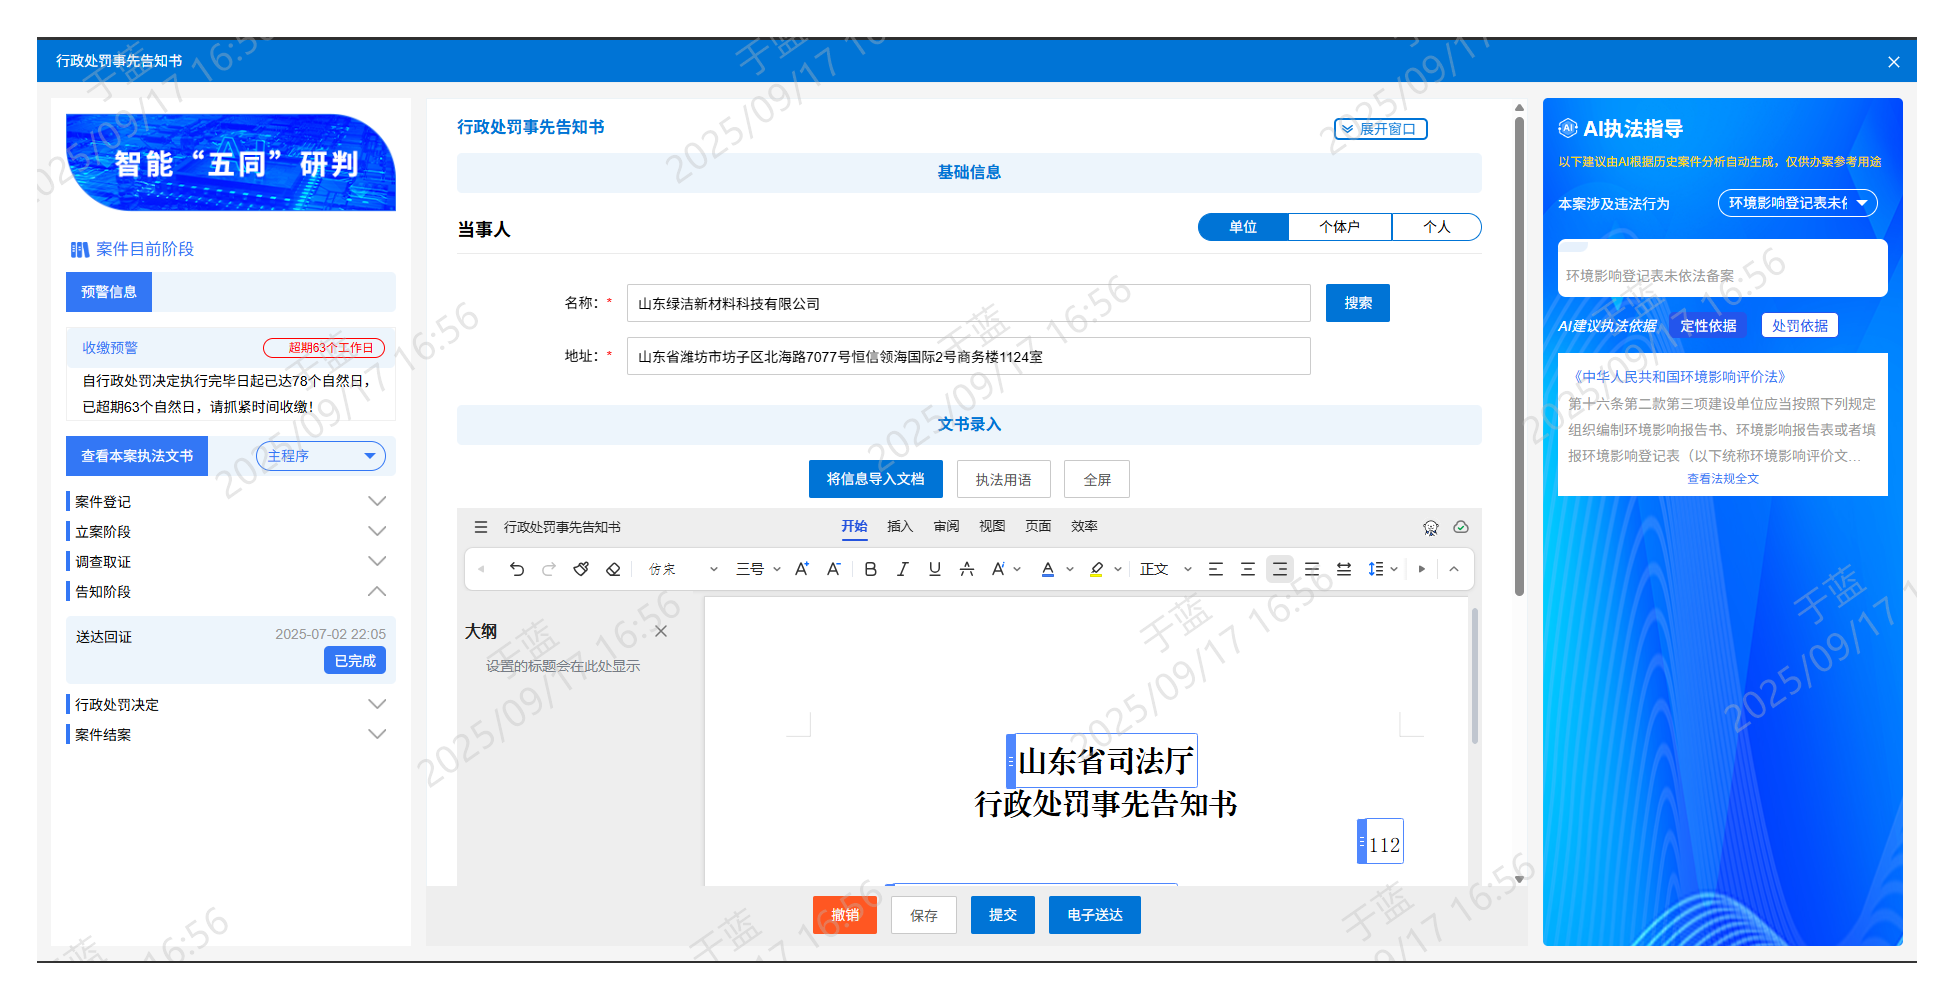 行政处罚事先告知书
智能“五同”研判
案件目前阶段
预警信息
收缴预警
超期63个工作日
自行政处罚决定执行完毕日起已达78个自然日，
已超期63个自然日，请抓紧时间收缴！
查看本案执法文书
主程序
案件登记
立案阶段
调查取证
告知阶段
送达回证
2025-07-02 22:05
已完成
行政处罚决定
案件结案
行政处罚事先告知书
展开窗口
基础信息
当事人
单位 个体户 个人
名称：* 山东绿洁新材料科技有限公司 搜索
地址：* 山东省潍坊市坊子区北海路7077号恒信领海国际2号商务楼1124室
文书录入
将信息导入文档 执法用语 全屏
行政处罚事先告知书
开始 插入 审阅 视图 页面 效率
仿宋 三号 正文
大纲
设置的标题会在此处显示
山东省司法厅
行政处罚事先告知书
112
撤销 保存 提交 电子送达
AI执法指导
以下建议由AI根据历史案件分析自动生成，仅供办案参考用途
本案涉及违法行为
环境影响登记表未
环境影响登记表未依法备案
AI建议执法依据 定性依据 处罚依据
《中华人民共和国环境影响评价法》
第十六条第二款第三项建设单位应当按照下列规定
组织编制环境影响报告书、环境影响报告表或者填
报环境影响登记表（以下统称环境影响评价文...
查看法规全文
于蓝
2025/09/17 16:56